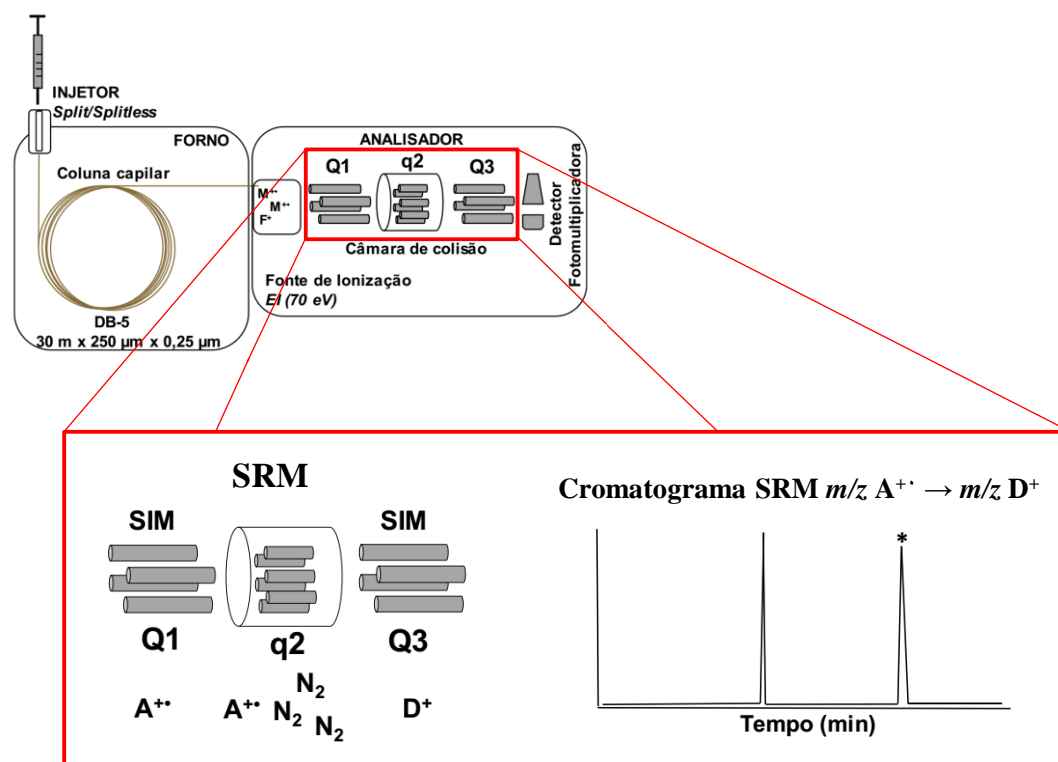 INJETOR
Split/Splitless
FORNO
Coluna capilar
DB-5
30 m x 250 µm x 0,25 µm
ANALISADOR
Q1
q2
Q3
M⁺•
M⁺•
F⁺
Câmara de colisão
Fonte de Ionização
EI (70 eV)
Detector
Fotomultiplicadora
SRM
SIM
SIM
Q1
q2
Q3
A⁺•
A⁺•
N₂
N₂
N₂
D⁺
Cromatograma SRM m/z A⁺˙ → m/z D⁺
*
Tempo (min)